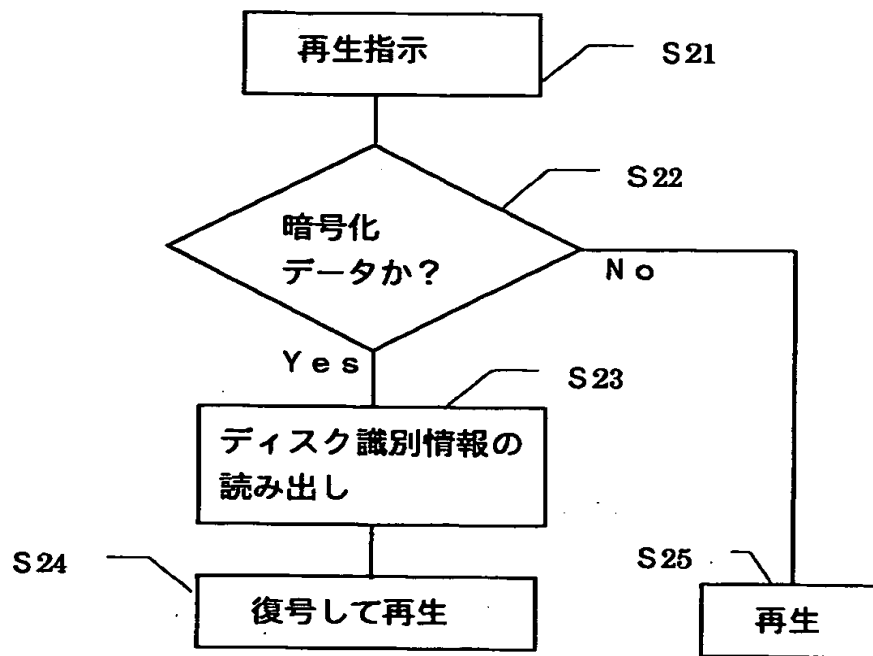 再生指示
S21
S22
暗号化
データか？
No
Yes
S23
ディスク識別情報の
読み出し
S24
復号して再生
S25
再生